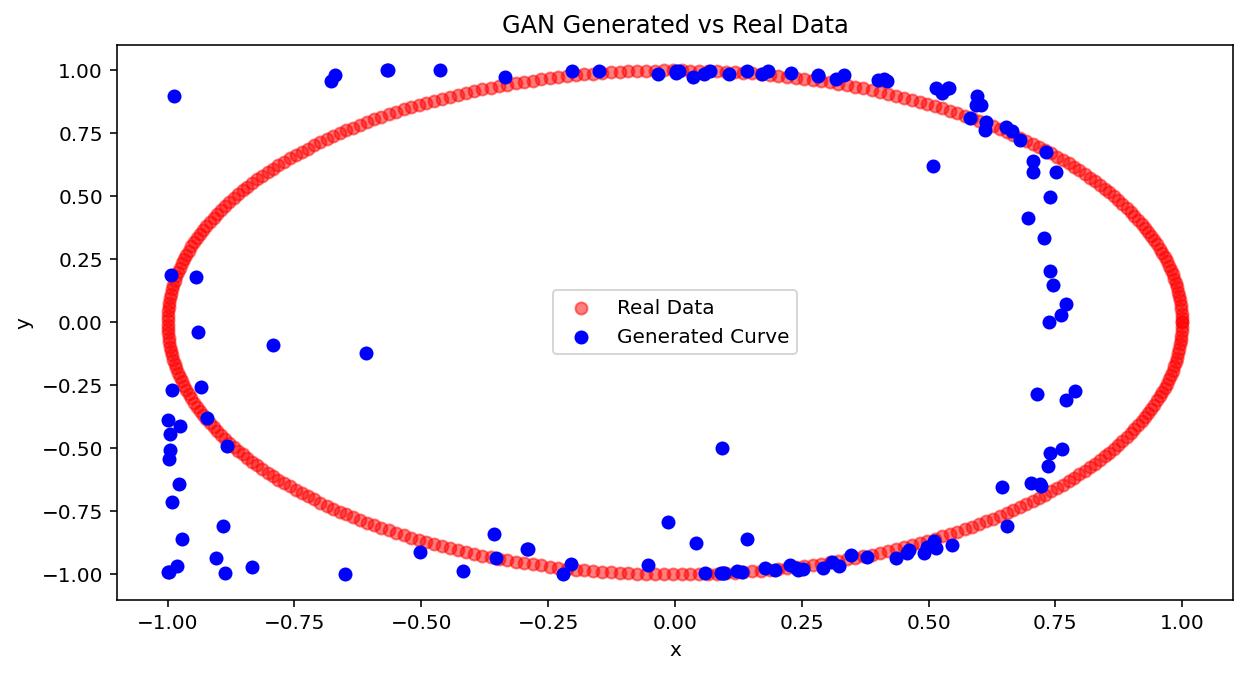 GAN Generated vs Real Data
1.00
0.75
0.50
0.25
0.00
−0.25
−0.50
−0.75
−1.00
y
Real Data
Generated Curve
−1.00 −0.75 −0.50 −0.25 0.00 0.25 0.50 0.75 1.00
x